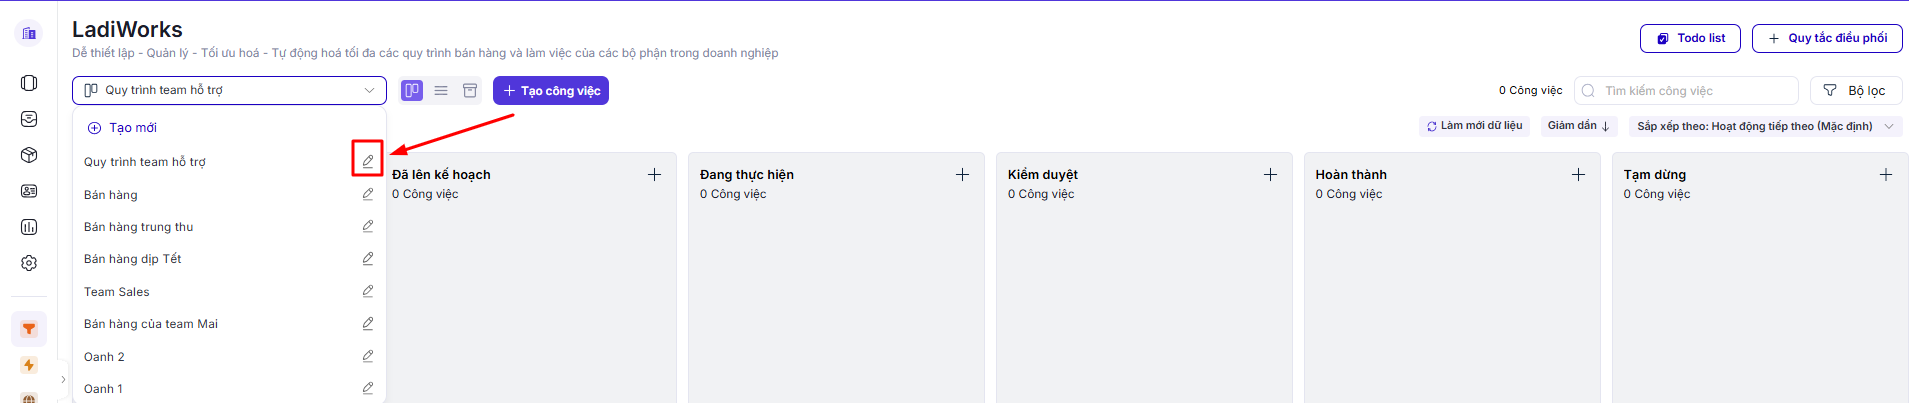 LadiWorks
Dễ thiết lập - Quản lý - Tối ưu hoá - Tự động hoá tối đa các quy trình bán hàng và làm việc của các bộ phận trong doanh nghiệp
Todo list
Quy tắc điều phối
Quy trình team hỗ trợ
Tạo công việc
0 Công việc
Tìm kiếm công việc
Bộ lọc
Làm mới dữ liệu
Giảm dần
Sắp xếp theo: Hoạt động tiếp theo (Mặc định)
Tạo mới
Quy trình team hỗ trợ
Bán hàng
Bán hàng trung thu
Bán hàng dịp Tết
Team Sales
Bán hàng của team Mai
Oanh 2
Oanh 1
Đã lên kế hoạch
0 Công việc
Đang thực hiện
0 Công việc
Kiểm duyệt
0 Công việc
Hoàn thành
0 Công việc
Tạm dừng
0 Công việc